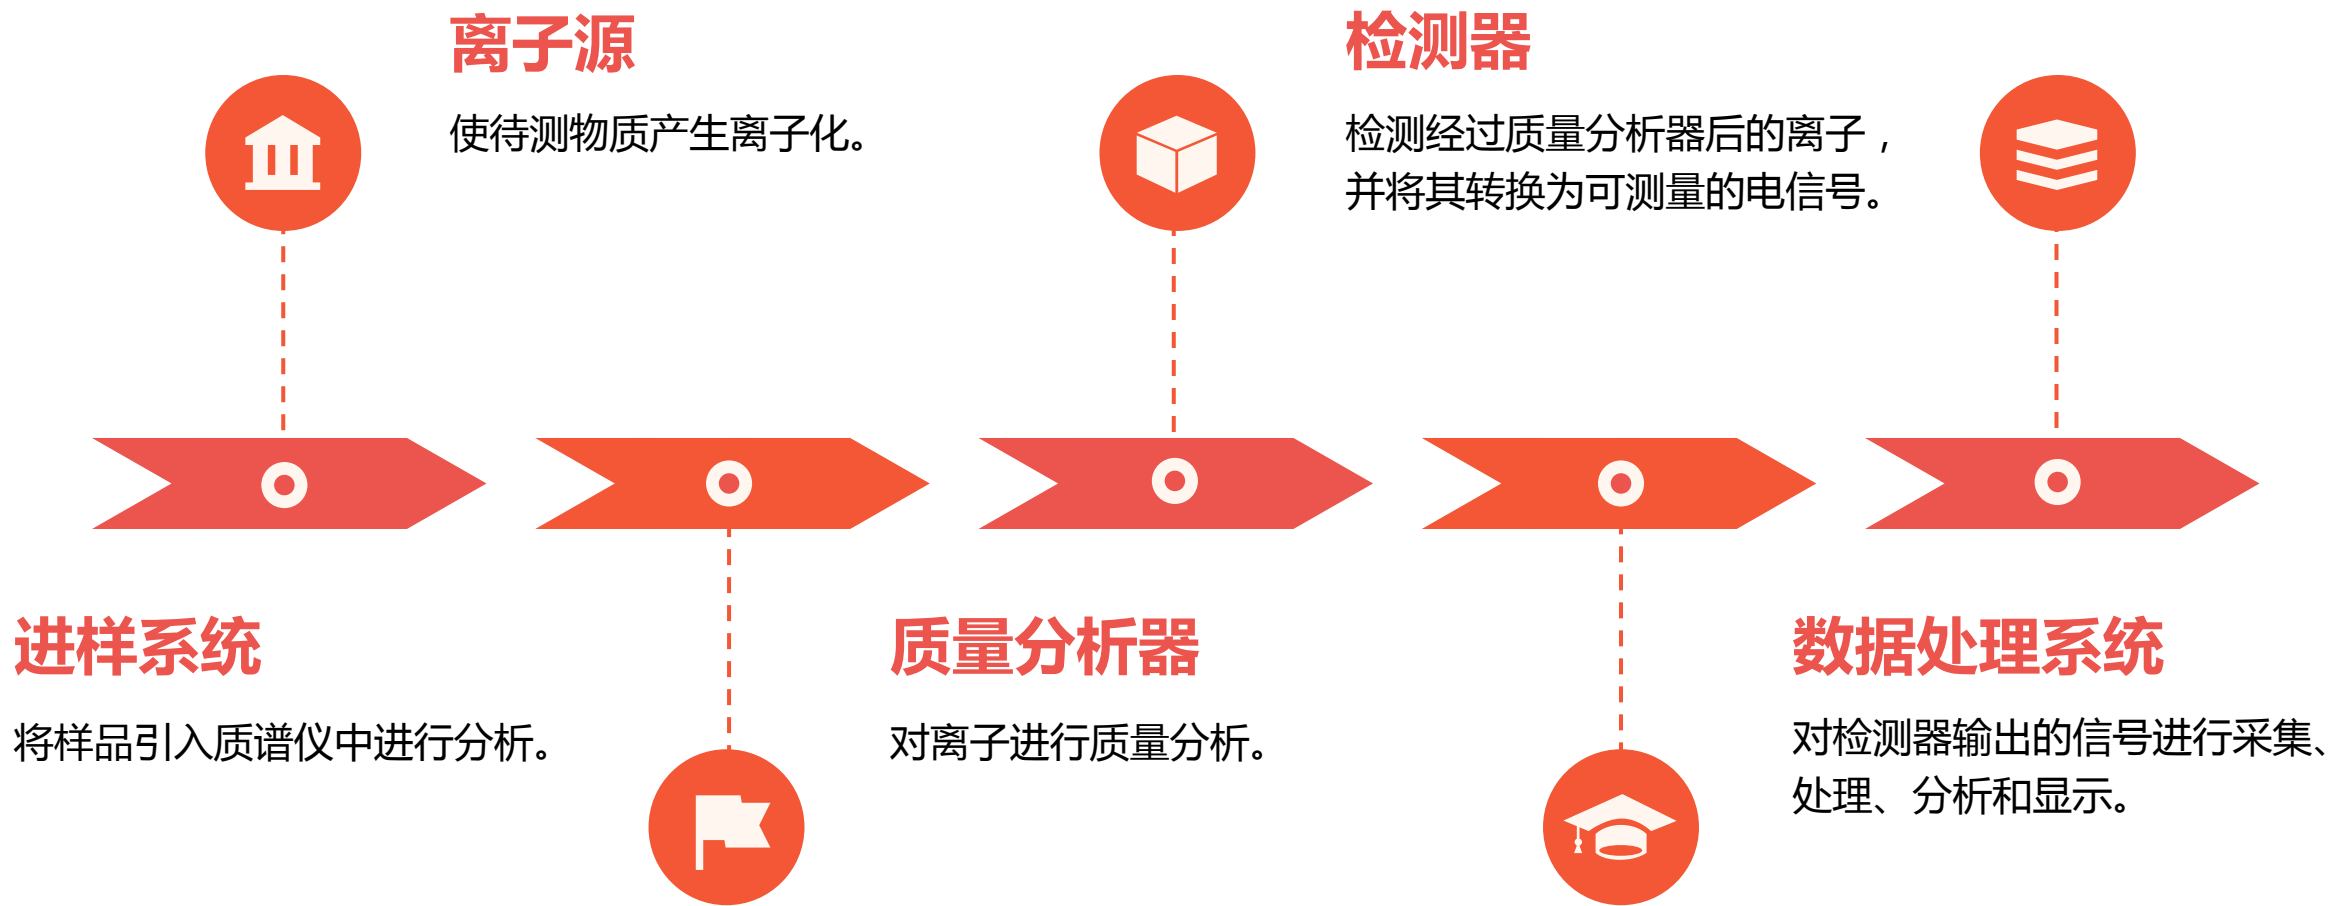 离子源
使待测物质产生离子化。
检测器
检测经过质量分析器后的离子，
并将其转换为可测量的电信号。
进样系统
将样品引入质谱仪中进行分析。
质量分析器
对离子进行质量分析。
数据处理系统
对检测器输出的信号进行采集、
处理、分析和显示。